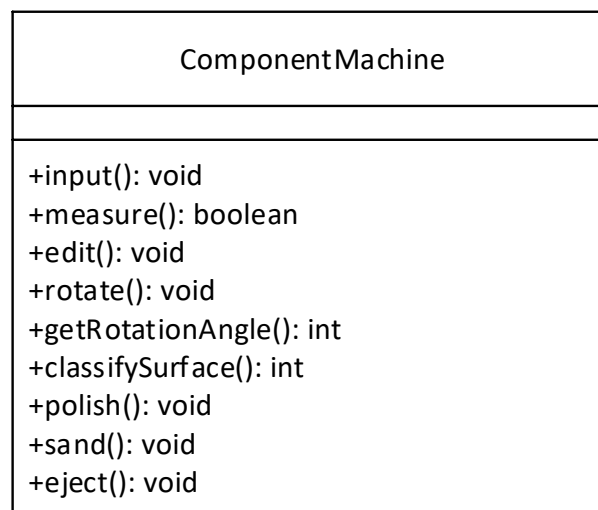 ComponentMachine
+input(): void
+measure(): boolean
+edit(): void
+rotate(): void
+getRotationAngle(): int
+classifySurface(): int
+polish(): void
+sand(): void
+eject(): void